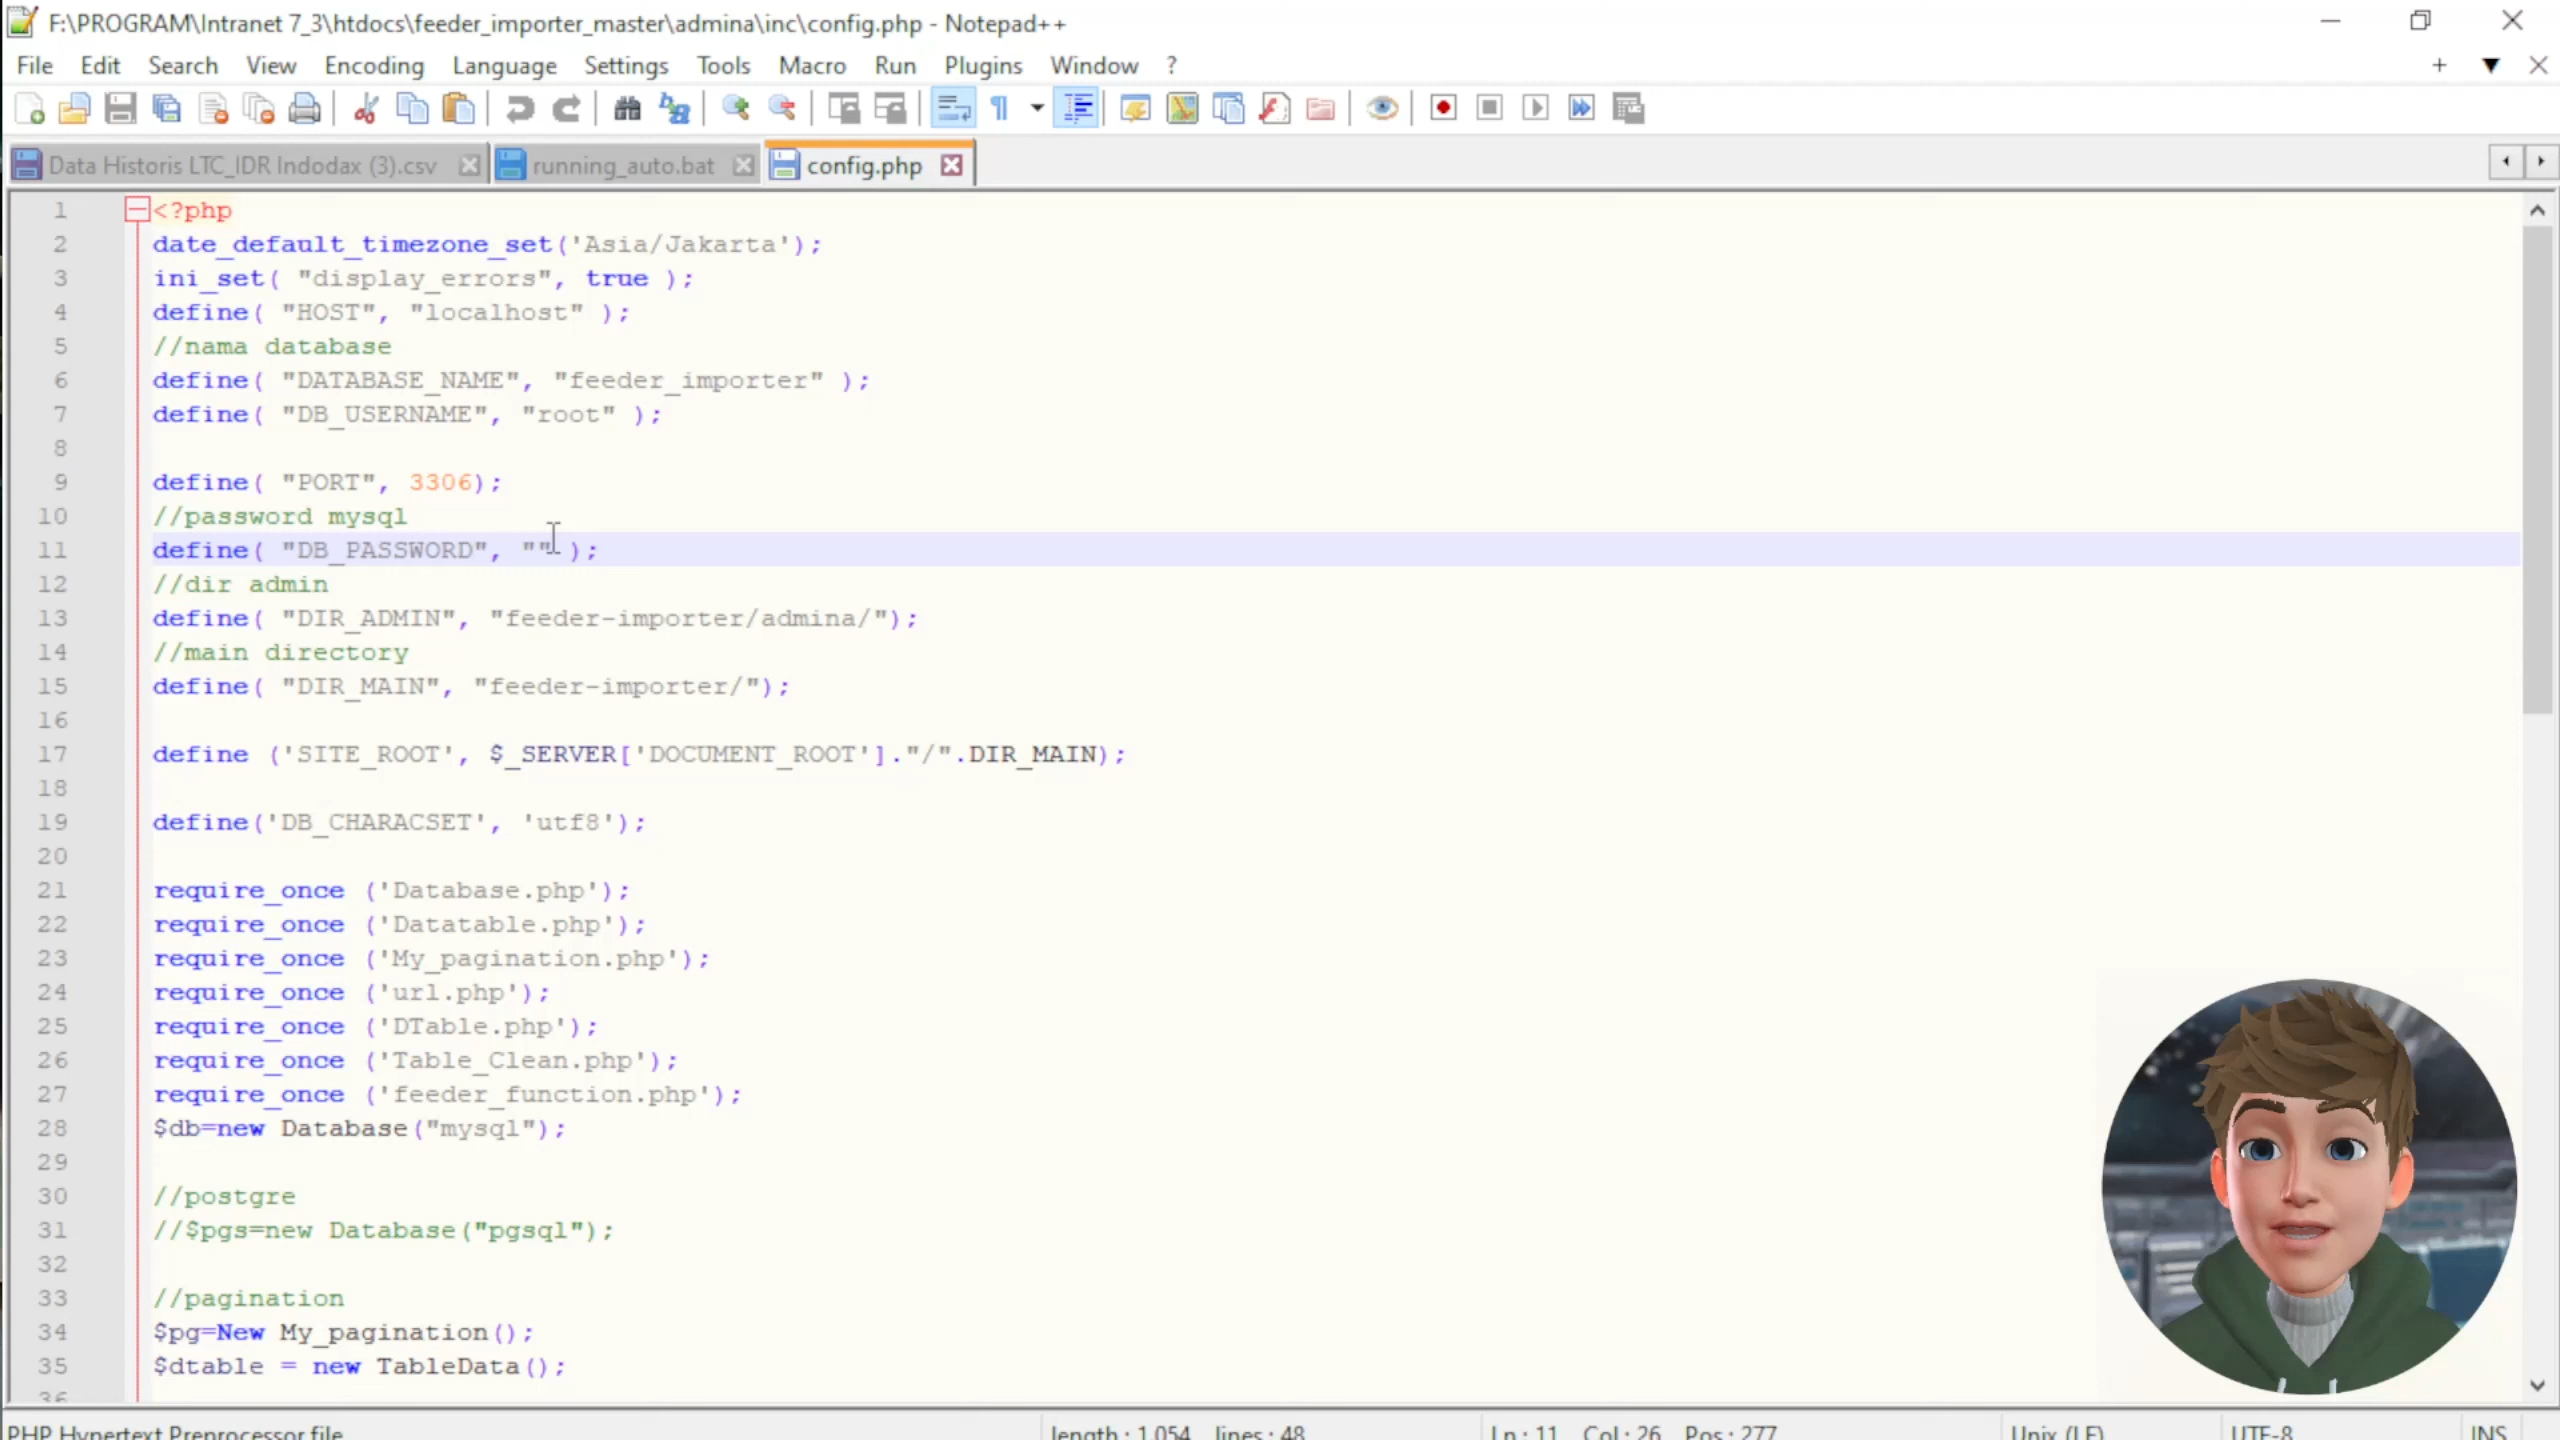 F:\PROGRAM\Intranet 7_3\htdocs\feeder_importer_master\admina\inc\config.php - Notepad++
File Edit Search View Encoding Language Settings Tools Macro Run Plugins Window ?
Data Historis LTC_IDR Indodax (3).csv running_auto.bat config.php
1 <?php
2 date_default_timezone_set('Asia/Jakarta');
3 ini_set( "display_errors", true );
4 define( "HOST", "localhost" );
5 //nama database
6 define( "DATABASE_NAME", "feeder_importer" );
7 define( "DB_USERNAME", "root" );
8
9 define( "PORT", 3306);
10 //password mysql
11 define( "DB_PASSWORD", "" );
12 //dir admin
13 define( "DIR_ADMIN", "feeder-importer/admina/");
14 //main directory
15 define( "DIR_MAIN", "feeder-importer/");
16
17 define ('SITE_ROOT', $_SERVER['DOCUMENT_ROOT']."/".DIR_MAIN);
18
19 define('DB_CHARACSET', 'utf8');
20
21 require_once ('Database.php');
22 require_once ('Datatable.php');
23 require_once ('My_pagination.php');
24 require_once ('url.php');
25 require_once ('DTable.php');
26 require_once ('Table_Clean.php');
27 require_once ('feeder_function.php');
28 $db=new Database("mysql");
29
30 //postgre
31 //$pgs=new Database("pgsql");
32
33 //pagination
34 $pg=New My_pagination();
35 $dtable = new TableData();
36
PHP Hypertext Preprocessor file length : 1,054 lines : 48 Ln : 11 Col : 26 Pos : 277 Unix (LF) UTF-8 INS